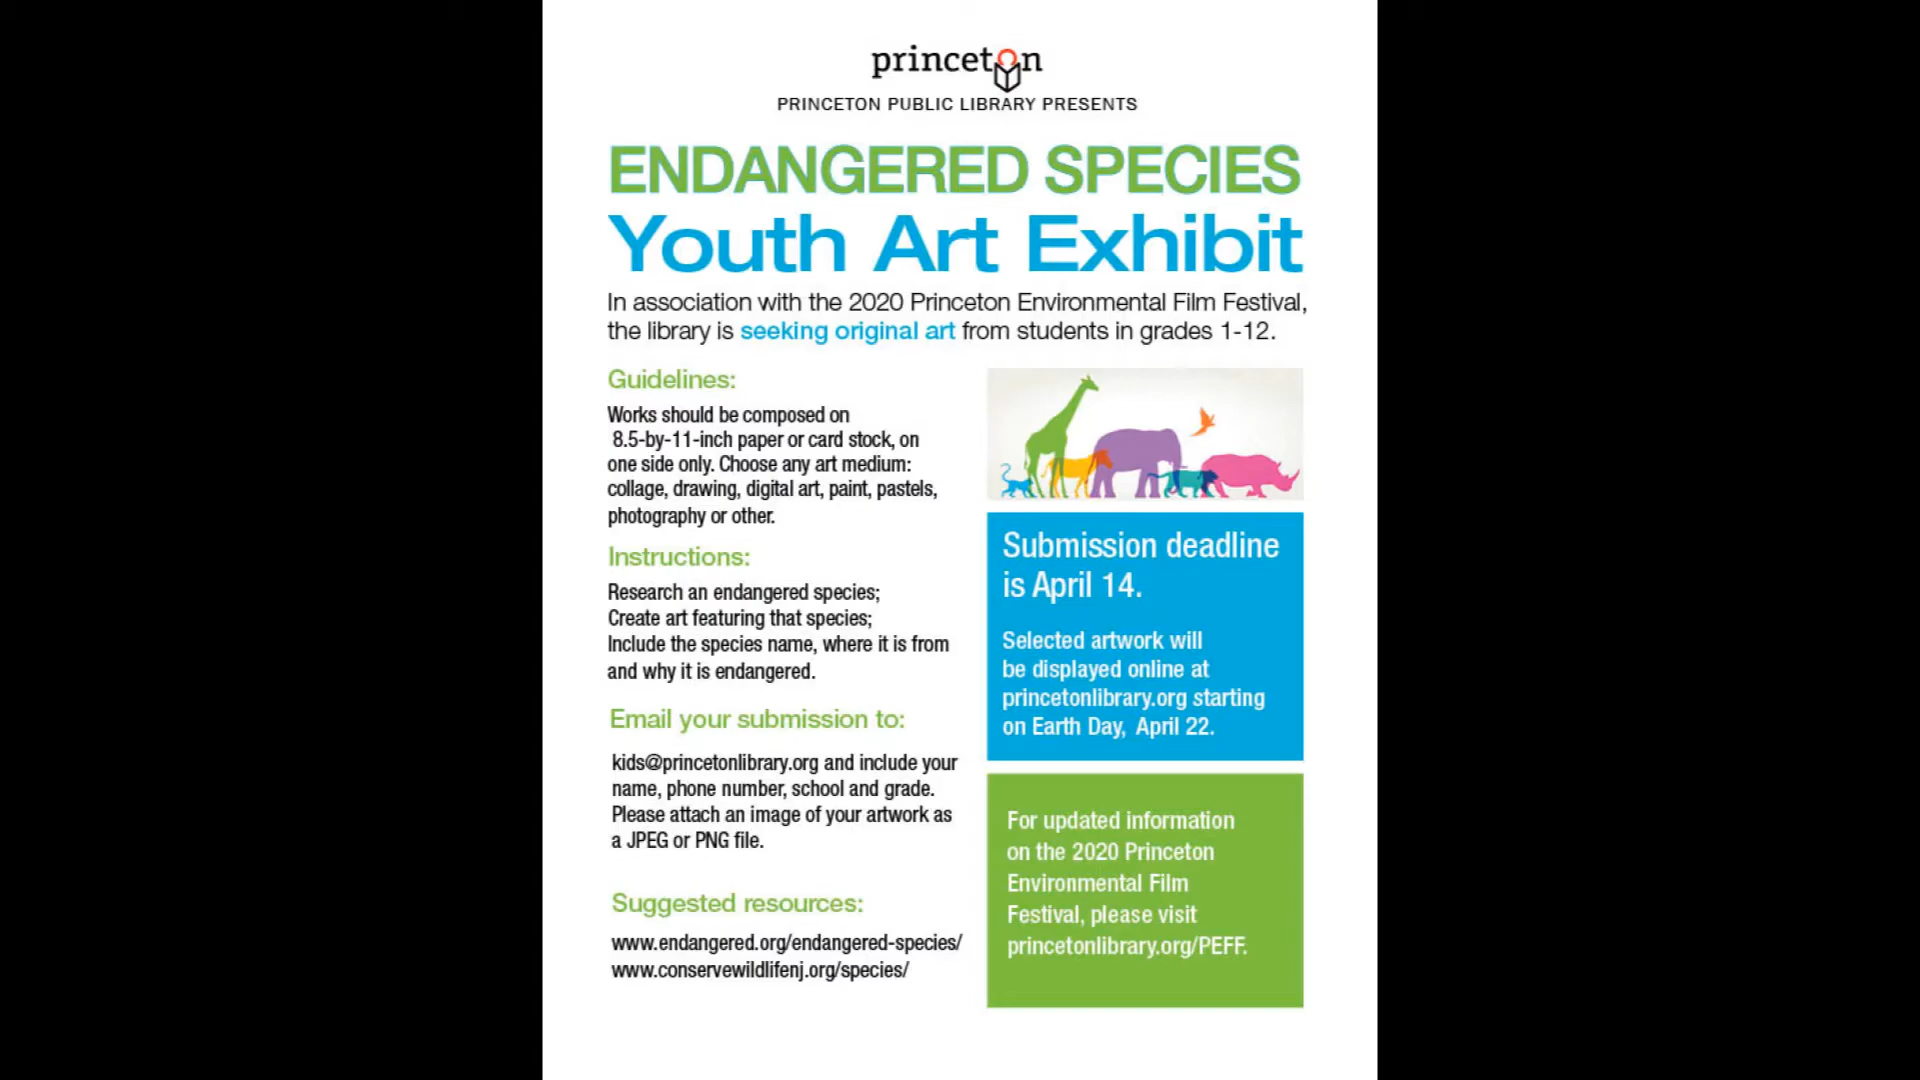 princeton
PRINCETON PUBLIC LIBRARY PRESENTS
ENDANGERED SPECIES
Youth Art Exhibit
In association with the 2020 Princeton Environmental Film Festival,
the library is seeking original art from students in grades 1-12.
Guidelines:
Works should be composed on
8.5-by-11-inch paper or card stock, on
one side only. Choose any art medium:
collage, drawing, digital art, paint, pastels,
photography or other.
Instructions:
Research an endangered species;
Create art featuring that species;
Include the species name, where it is from
and why it is endangered.
Email your submission to:
kids@princetonlibrary.org and include your
name, phone number, school and grade.
Please attach an image of your artwork as
a JPEG or PNG file.
Suggested resources:
www.endangered.org/endangered-species/
www.conservewildlifenj.org/species/
Submission deadline
is April 14.
Selected artwork will
be displayed online at
princetonlibrary.org starting
on Earth Day, April 22.
For updated information
on the 2020 Princeton
Environmental Film
Festival, please visit
princetonlibrary.org/PEFF.